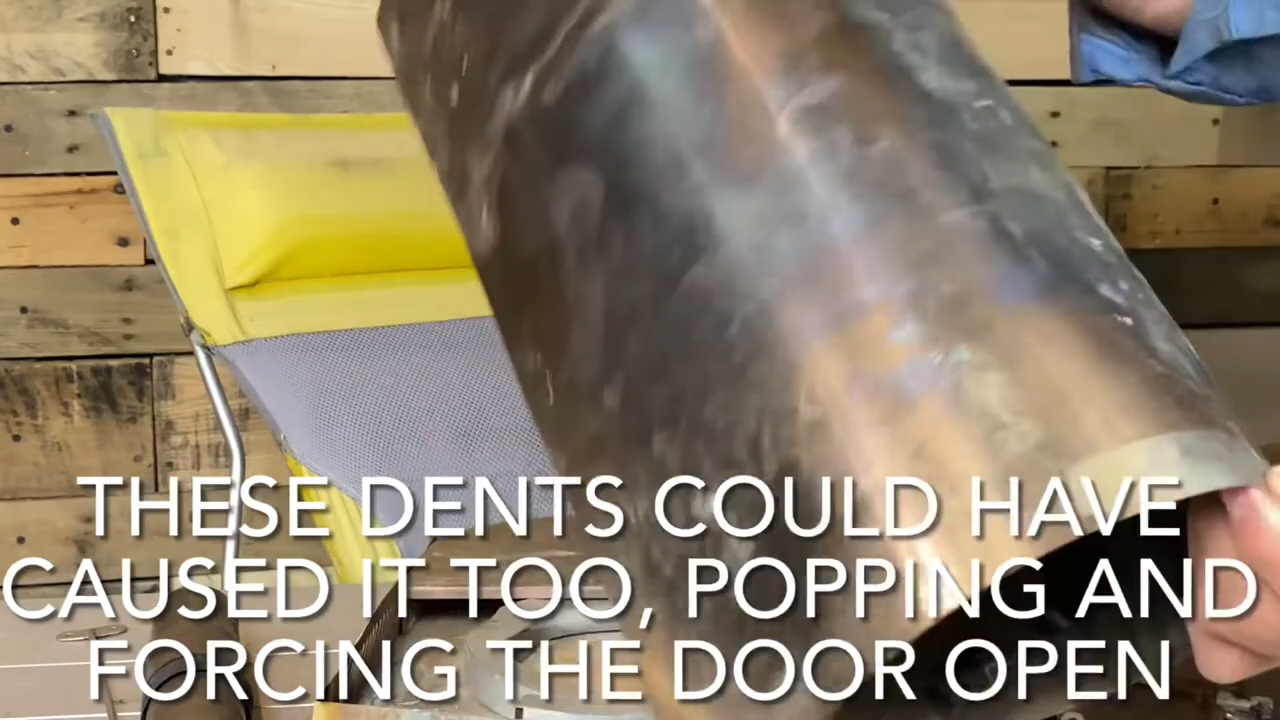 THESE DENTS COULD HAVE
CAUSED IT TOO, POPPING AND
FORCING THE DOOR OPEN